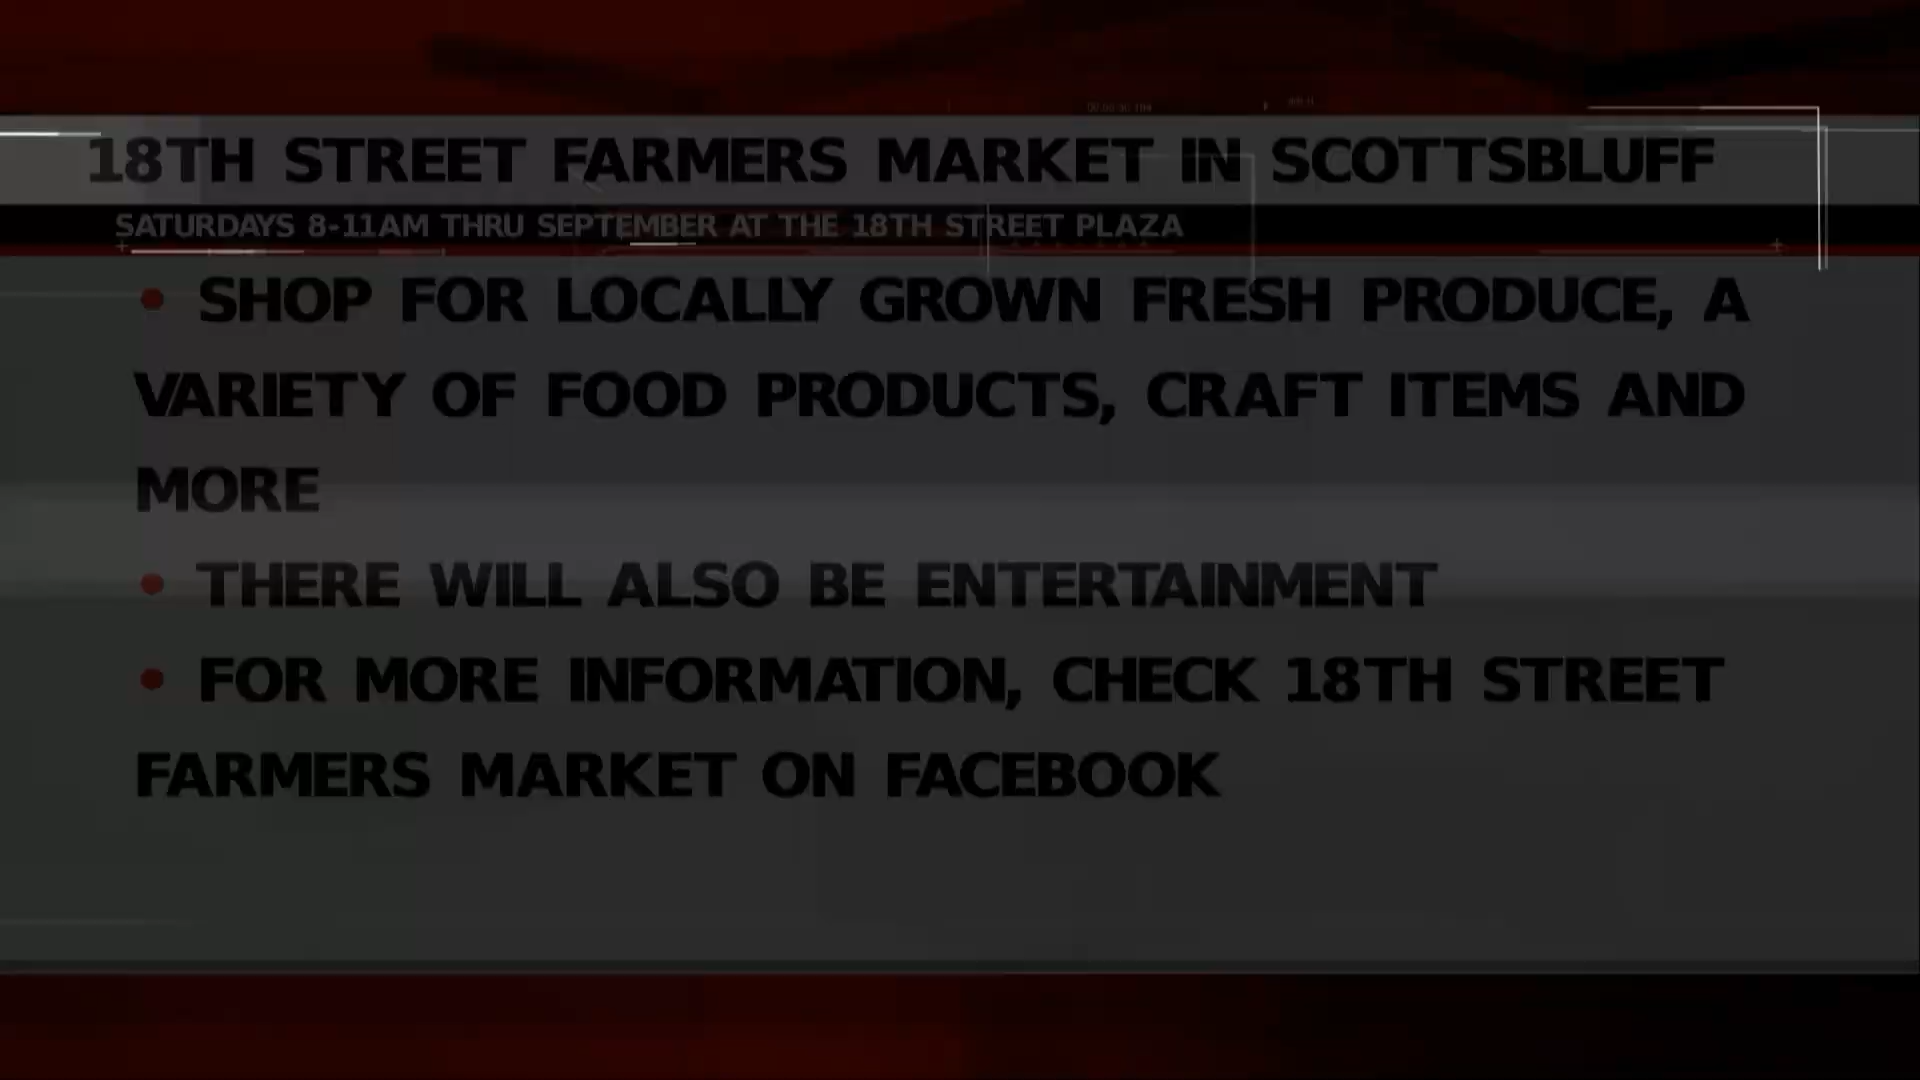 18TH STREET FARMERS MARKET IN SCOTTSBLUFF
SATURDAYS 8-11AM THRU SEPTEMBER AT THE 18TH STREET PLAZA
• SHOP FOR LOCALLY GROWN FRESH PRODUCE, A
VARIETY OF FOOD PRODUCTS, CRAFT ITEMS AND
MORE
• THERE WILL ALSO BE ENTERTAINMENT
• FOR MORE INFORMATION, CHECK 18TH STREET
FARMERS MARKET ON FACEBOOK